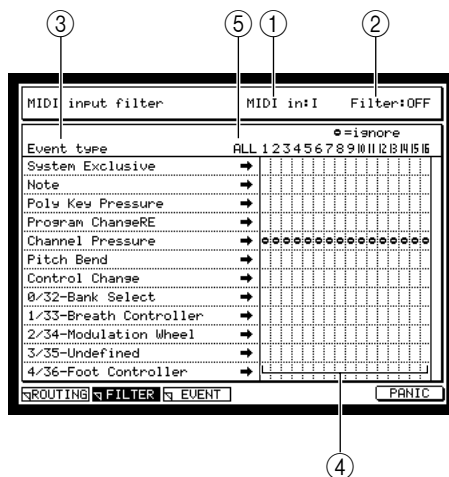 ③ ⑤ ① ②
MIDI input filter MIDI in:I Filter:OFF
=ignore
Event type ALL 1 2 3 4 5 6 7 8 9 10 11 12 13 14 15 16
System Exclusive
Note
Poly Key Pressure
Program ChangeRE
Channel Pressure
Pitch Bend
Control Change
0/32-Bank Select
1/33-Breath Controller
2/34-Modulation Wheel
3/35-Undefined
4/36-Foot Controller
ROUTING FILTER EVENT PANIC
④